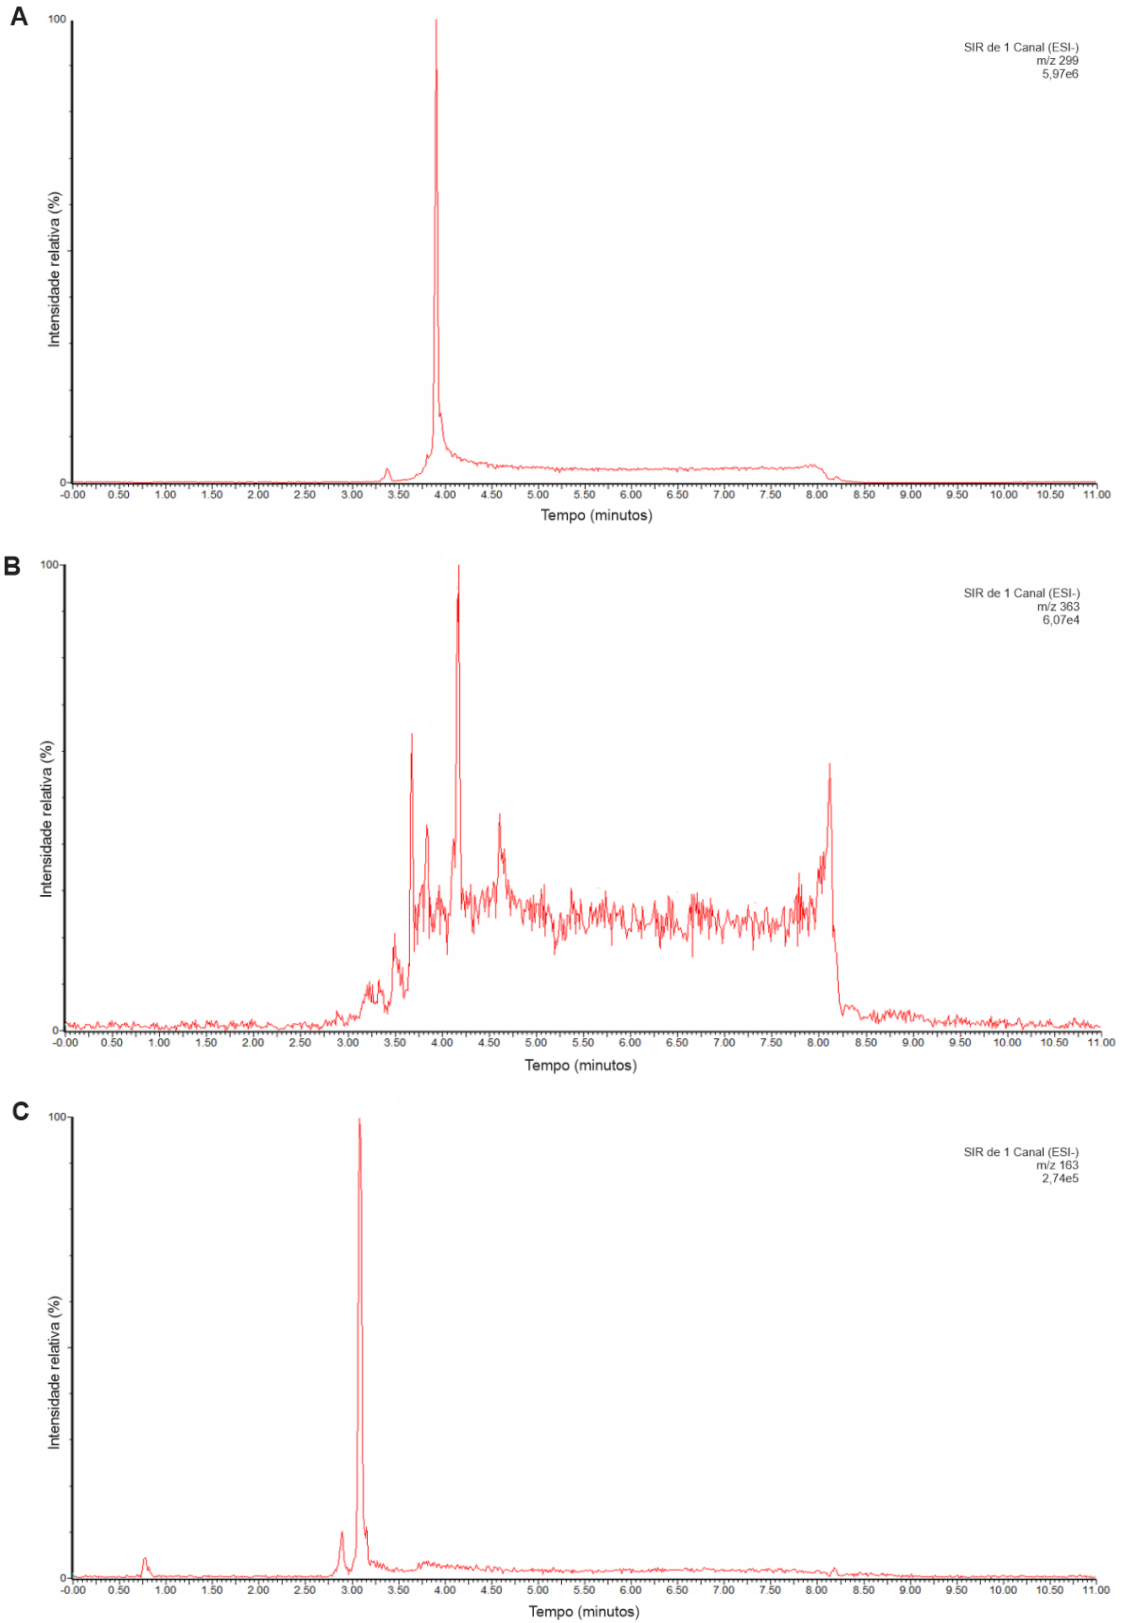 A
100
SIR de 1 Canal (ESI-)
m/z 299
5,97e6
Intensidade relativa (%)
0
-0.00 0.50 1.00 1.50 2.00 2.50 3.00 3.50 4.00 4.50 5.00 5.50 6.00 6.50 7.00 7.50 8.00 8.50 9.00 9.50 10.00 10.50 11.00
Tempo (minutos)
B
100
SIR de 1 Canal (ESI-)
m/z 363
6,07e4
Intensidade relativa (%)
0
-0.00 0.50 1.00 1.50 2.00 2.50 3.00 3.50 4.00 4.50 5.00 5.50 6.00 6.50 7.00 7.50 8.00 8.50 9.00 9.50 10.00 10.50 11.00
Tempo (minutos)
C
100
SIR de 1 Canal (ESI-)
m/z 163
2,74e5
Intensidade relativa (%)
0
-0.00 0.50 1.00 1.50 2.00 2.50 3.00 3.50 4.00 4.50 5.00 5.50 6.00 6.50 7.00 7.50 8.00 8.50 9.00 9.50 10.00 10.50 11.00
Tempo (minutos)